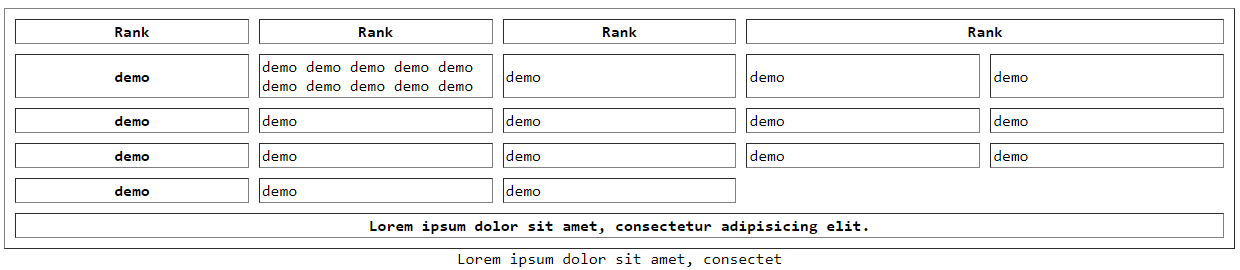 Rank Rank Rank Rank
demo demo demo demo demo demo demo demo demo
demo demo demo demo demo
demo demo demo demo demo
demo demo demo demo demo
demo demo demo
Lorem ipsum dolor sit amet, consectetur adipisicing elit.
Lorem ipsum dolor sit amet, consectet